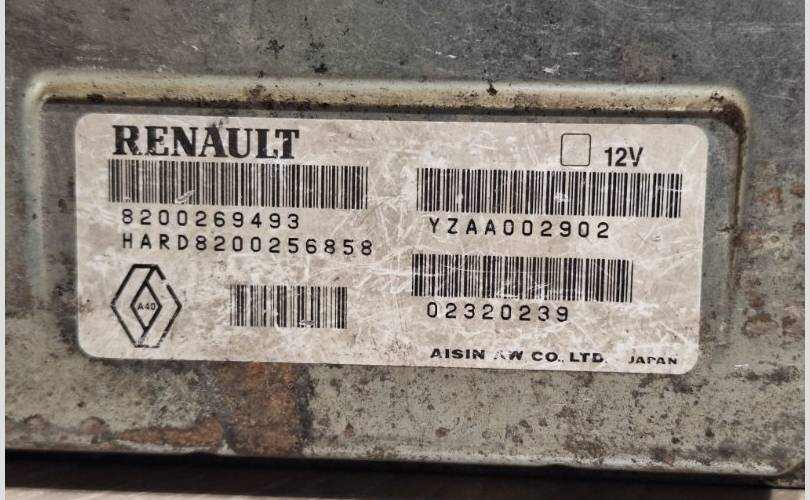 RENAULT
12V
8200269493
HARD8200256858
YZAA002902
A40
02320239
AISIN AW CO., LTD. JAPAN